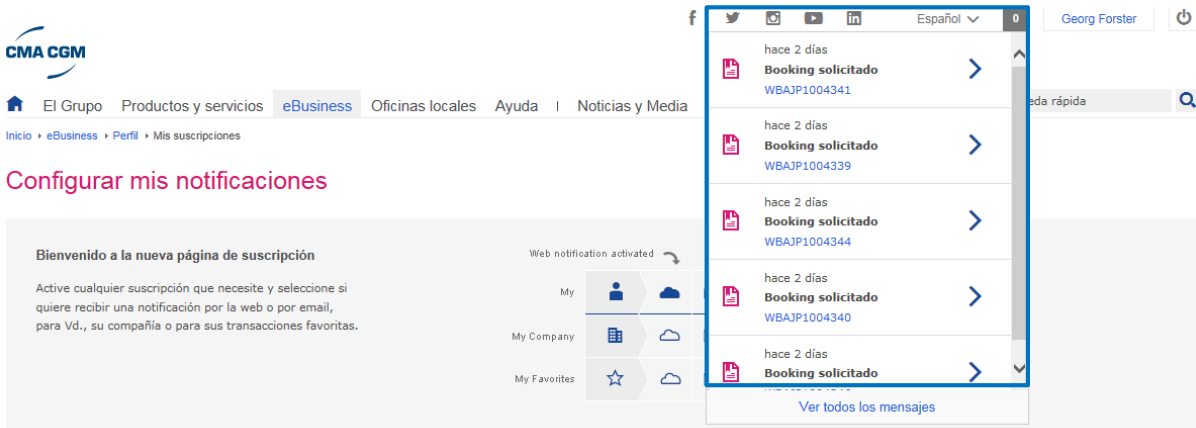 f
in
Español
0
Georg Forster
CMA CGM
El Grupo Productos y servicios eBusiness Oficinas locales Ayuda | Noticias y Media
eda rápida
Inicio eBusiness Perfil Mis suscripciones
Configurar mis notificaciones
Bienvenido a la nueva página de suscripción
Active cualquier suscripción que necesite y seleccione si
quiere recibir una notificación por la web o por email,
para Vd., su compañía o para sus transacciones favoritas.
Web notification activated
My
My Company
My Favorites
hace 2 días
Booking solicitado
WBAJP1004341
hace 2 días
Booking solicitado
WBAJP1004339
hace 2 días
Booking solicitado
WBAJP1004344
hace 2 días
Booking solicitado
WBAJP1004340
hace 2 días
Booking solicitado
Ver todos los mensajes